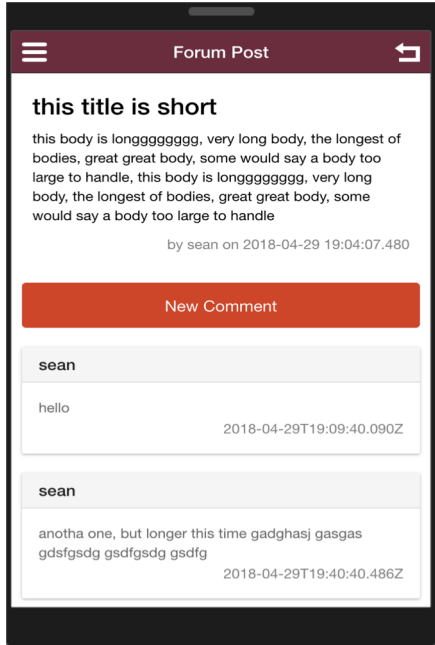 Forum Post
this title is short
this body is longgggggggg, very long body, the longest of
bodies, great great body, some would say a body too
large to handle, this body is longgggggggg, very long
body, the longest of bodies, great great body, some
would say a body too large to handle
by sean on 2018-04-29 19:04:07.480
New Comment
sean
hello
2018-04-29T19:09:40.090Z
sean
anotha one, but longer this time gadghasj gasgas
gdsfgsdg gsdfgsdg gsdfg
2018-04-29T19:40:40.486Z